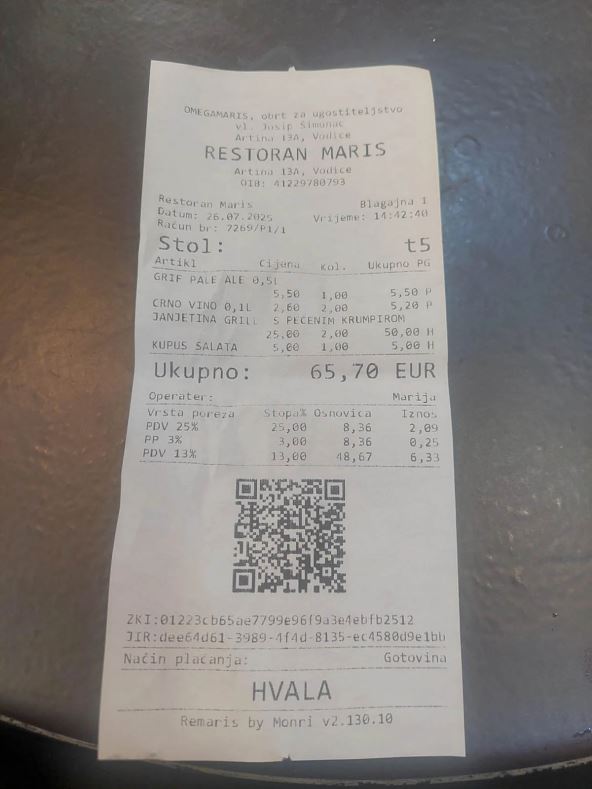 OMEGAMARIS, obrt za ugostiteljstvo
vl. Josip Šimunac
Artina 13A, Vodice
RESTORAN MARIS
Artina 13A, Vodice
OIB: 41229780793
Restoran Maris Blagajna 1
Datum: 26.07.2025 Vrijeme: 14:42:40
Račun br: 7269/P1/1
Stol: t5
Artikl Cijena Kol. Ukupno PG
GRIF PALE ALE 0,5L
5,50 1,00 5,50 P
CRNO VINO 0,1L 2,60 2,00 5,20 P
JANJETINA GRILL S PEČENIM KRUMPIROM
25,00 2,00 50,00 H
KUPUS SALATA 5,00 1,00 5,00 H
Ukupno: 65,70 EUR
Operater: Marija
Vrsta poreza Stopa% Osnovica Iznos
PDV 25% 25,00 8,36 2,09
PP 3% 3,00 8,36 0,25
PDV 13% 13,00 48,67 6,33
ZKI:01223cb65ae7799e96f9a3e4ebfb2512
JIR:dee64d61-3989-4f4d-8135-ec4580d9e1bb
Način plaćanja: Gotovina
HVALA
Remaris by Monri v2.130.10